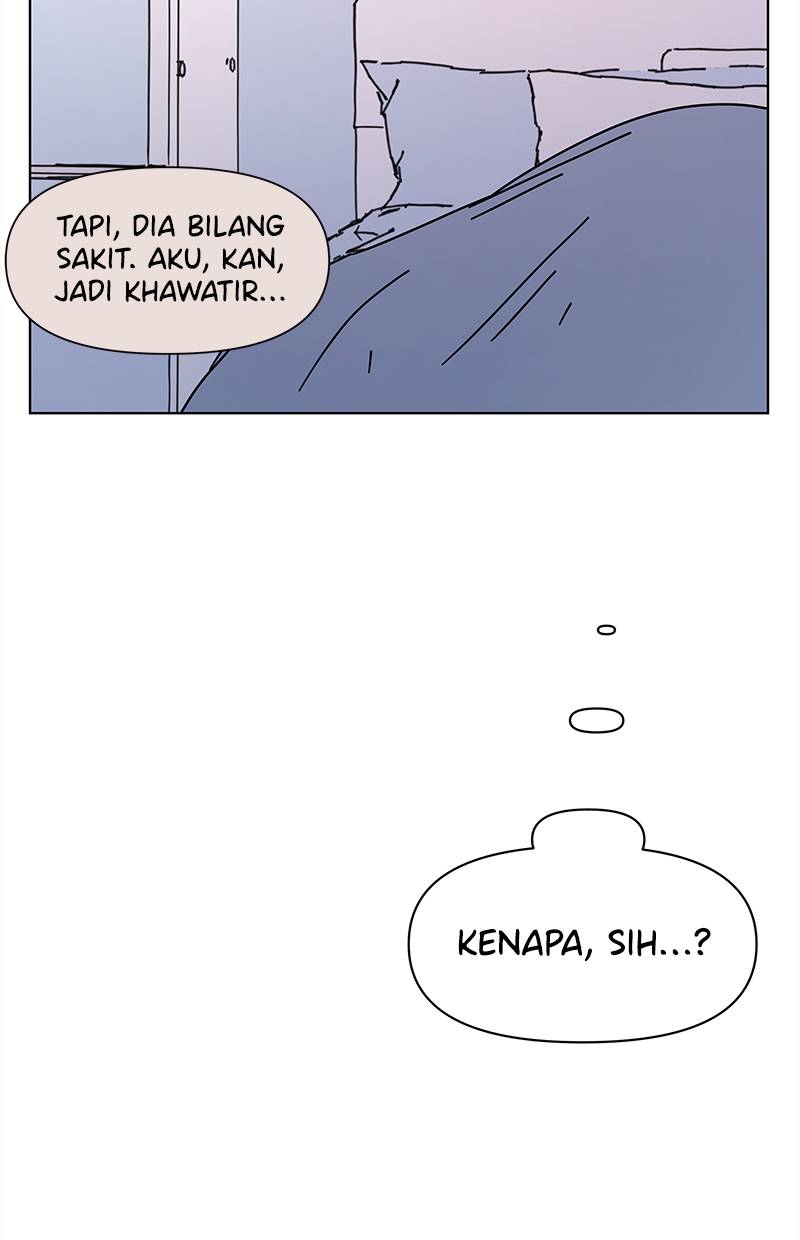 TAPI, DIA BILANG
SAKIT. AKU, KAN,
JADI KHAWATIR...
KENAPA, SIH...?